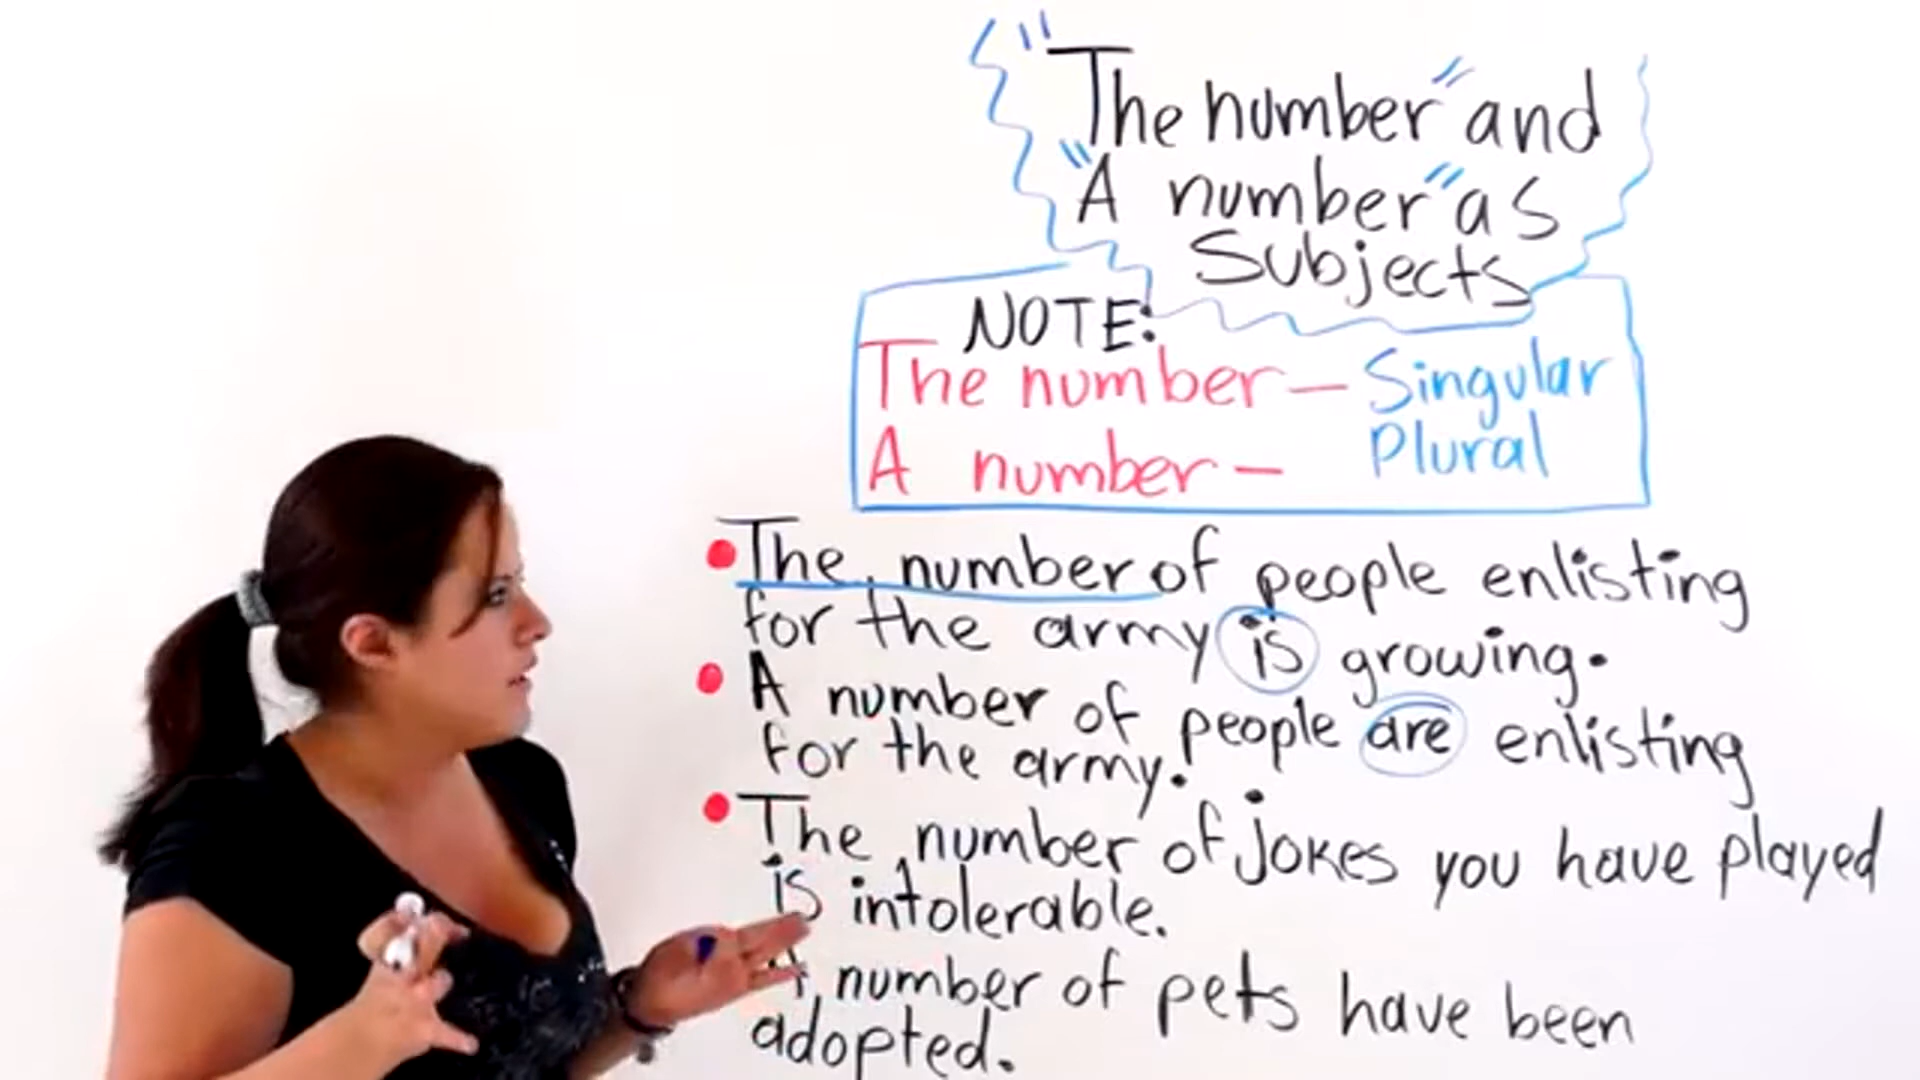 "The number" and
"A number" as
Subjects
NOTE:
The number – Singular
A number – Plural
The number of people enlisting
for the army is growing.
A number of people are enlisting
for the army.
The number of jokes you have played
is intolerable.
A number of pets have been
adopted.